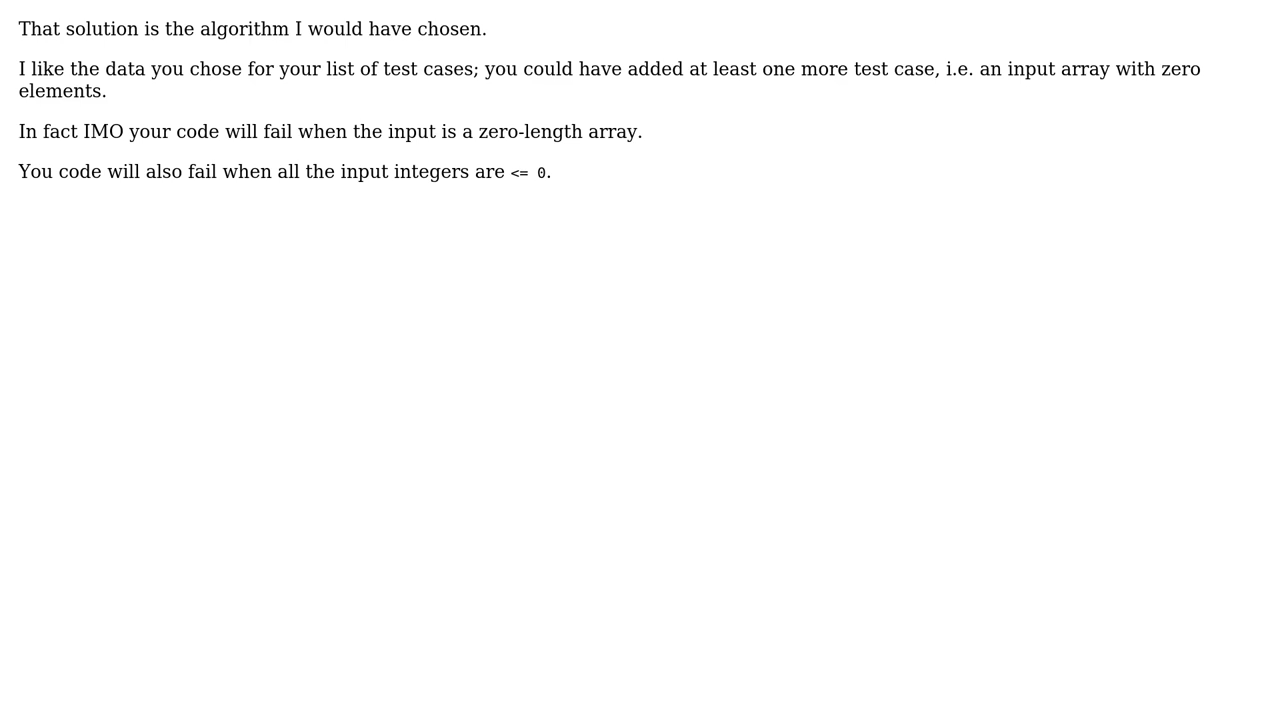 That solution is the algorithm I would have chosen.
I like the data you chose for your list of test cases; you could have added at least one more test case, i.e. an input array with zero
elements.
In fact IMO your code will fail when the input is a zero-length array.
You code will also fail when all the input integers are <= 0.